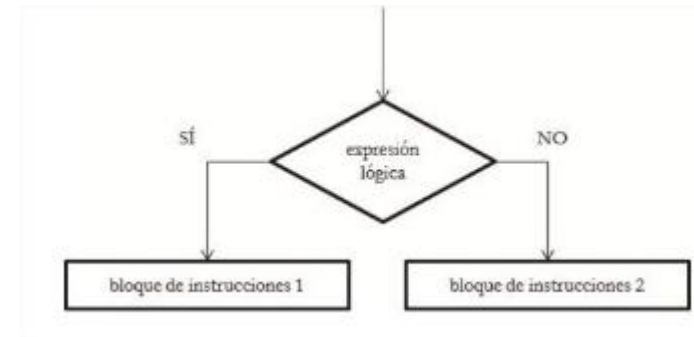 SÍ
NO
expresión
lógica
bloque de instrucciones 1
bloque de instrucciones 2